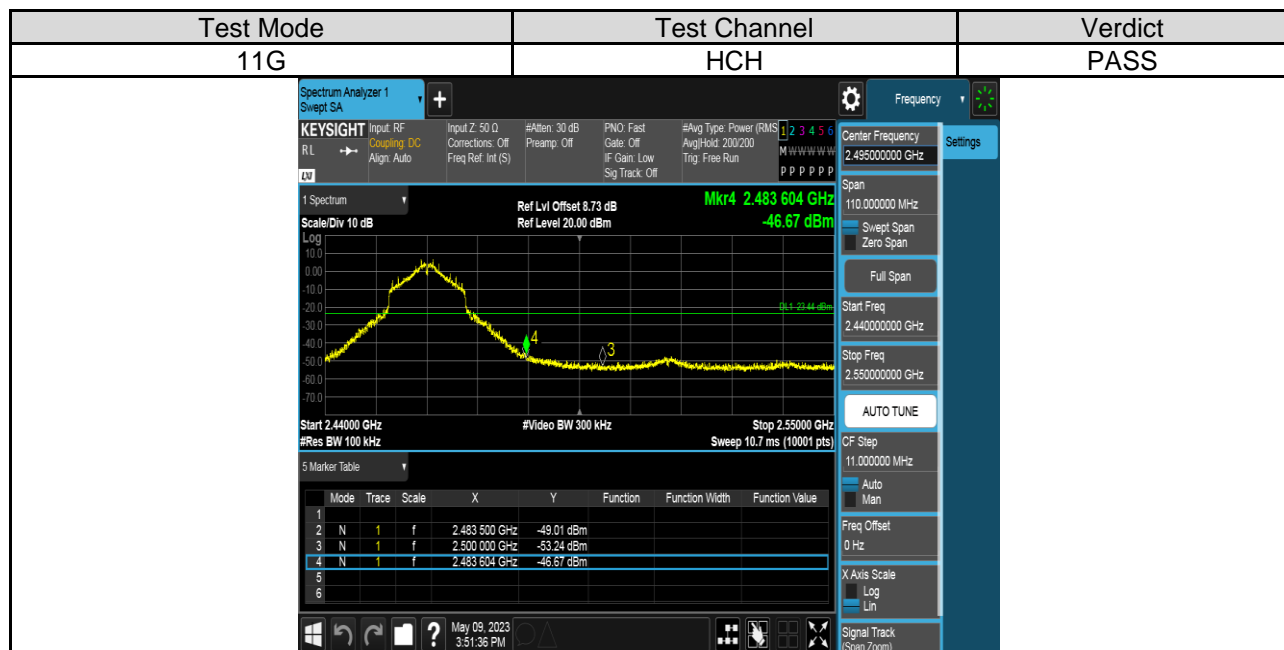 Test Mode Test Channel Verdict
11G HCH PASS
Spectrum Analyzer 1
Swept SA
+
Frequency
KEYSIGHT Input: RF Input Z: 50 Ω #Atten: 30 dB PNO: Fast #Avg Type: Power (RMS 1 2 3 4 5 6
RL Coupling: DC Corrections: Off Preamp: Off Gate: Off Avg|Hold: 200/200 M W W W W W
Align: Auto Freq Ref: Int (S) IF Gain: Low Trig: Free Run
LXI Sig Track: Off P P P P P P
Center Frequency
2.495000000 GHz
Settings
1 Spectrum
Scale/Div 10 dB
Ref Lvl Offset 8.73 dB
Ref Level 20.00 dBm
Mkr4 2.483 604 GHz
-46.67 dBm
Log
10.0
0.00
-10.0
-20.0
-30.0
-40.0
-50.0
-60.0
-70.0
DL1 -23.44 dBm
4
3
Start 2.44000 GHz #Video BW 300 kHz Stop 2.55000 GHz
#Res BW 100 kHz Sweep 10.7 ms (10001 pts)
Span
110.000000 MHz
Swept Span
Zero Span
Full Span
Start Freq
2.440000000 GHz
Stop Freq
2.550000000 GHz
AUTO TUNE
CF Step
11.000000 MHz
Auto
Man
Freq Offset
0 Hz
X Axis Scale
Log
Lin
Signal Track
(Span Zoom)
5 Marker Table
Mode Trace Scale X Y Function Function Width Function Value
1
2 N 1 f 2.483 500 GHz -49.01 dBm
3 N 1 f 2.500 000 GHz -53.24 dBm
4 N 1 f 2.483 604 GHz -46.67 dBm
5
6
? May 09, 2023
3:51:36 PM